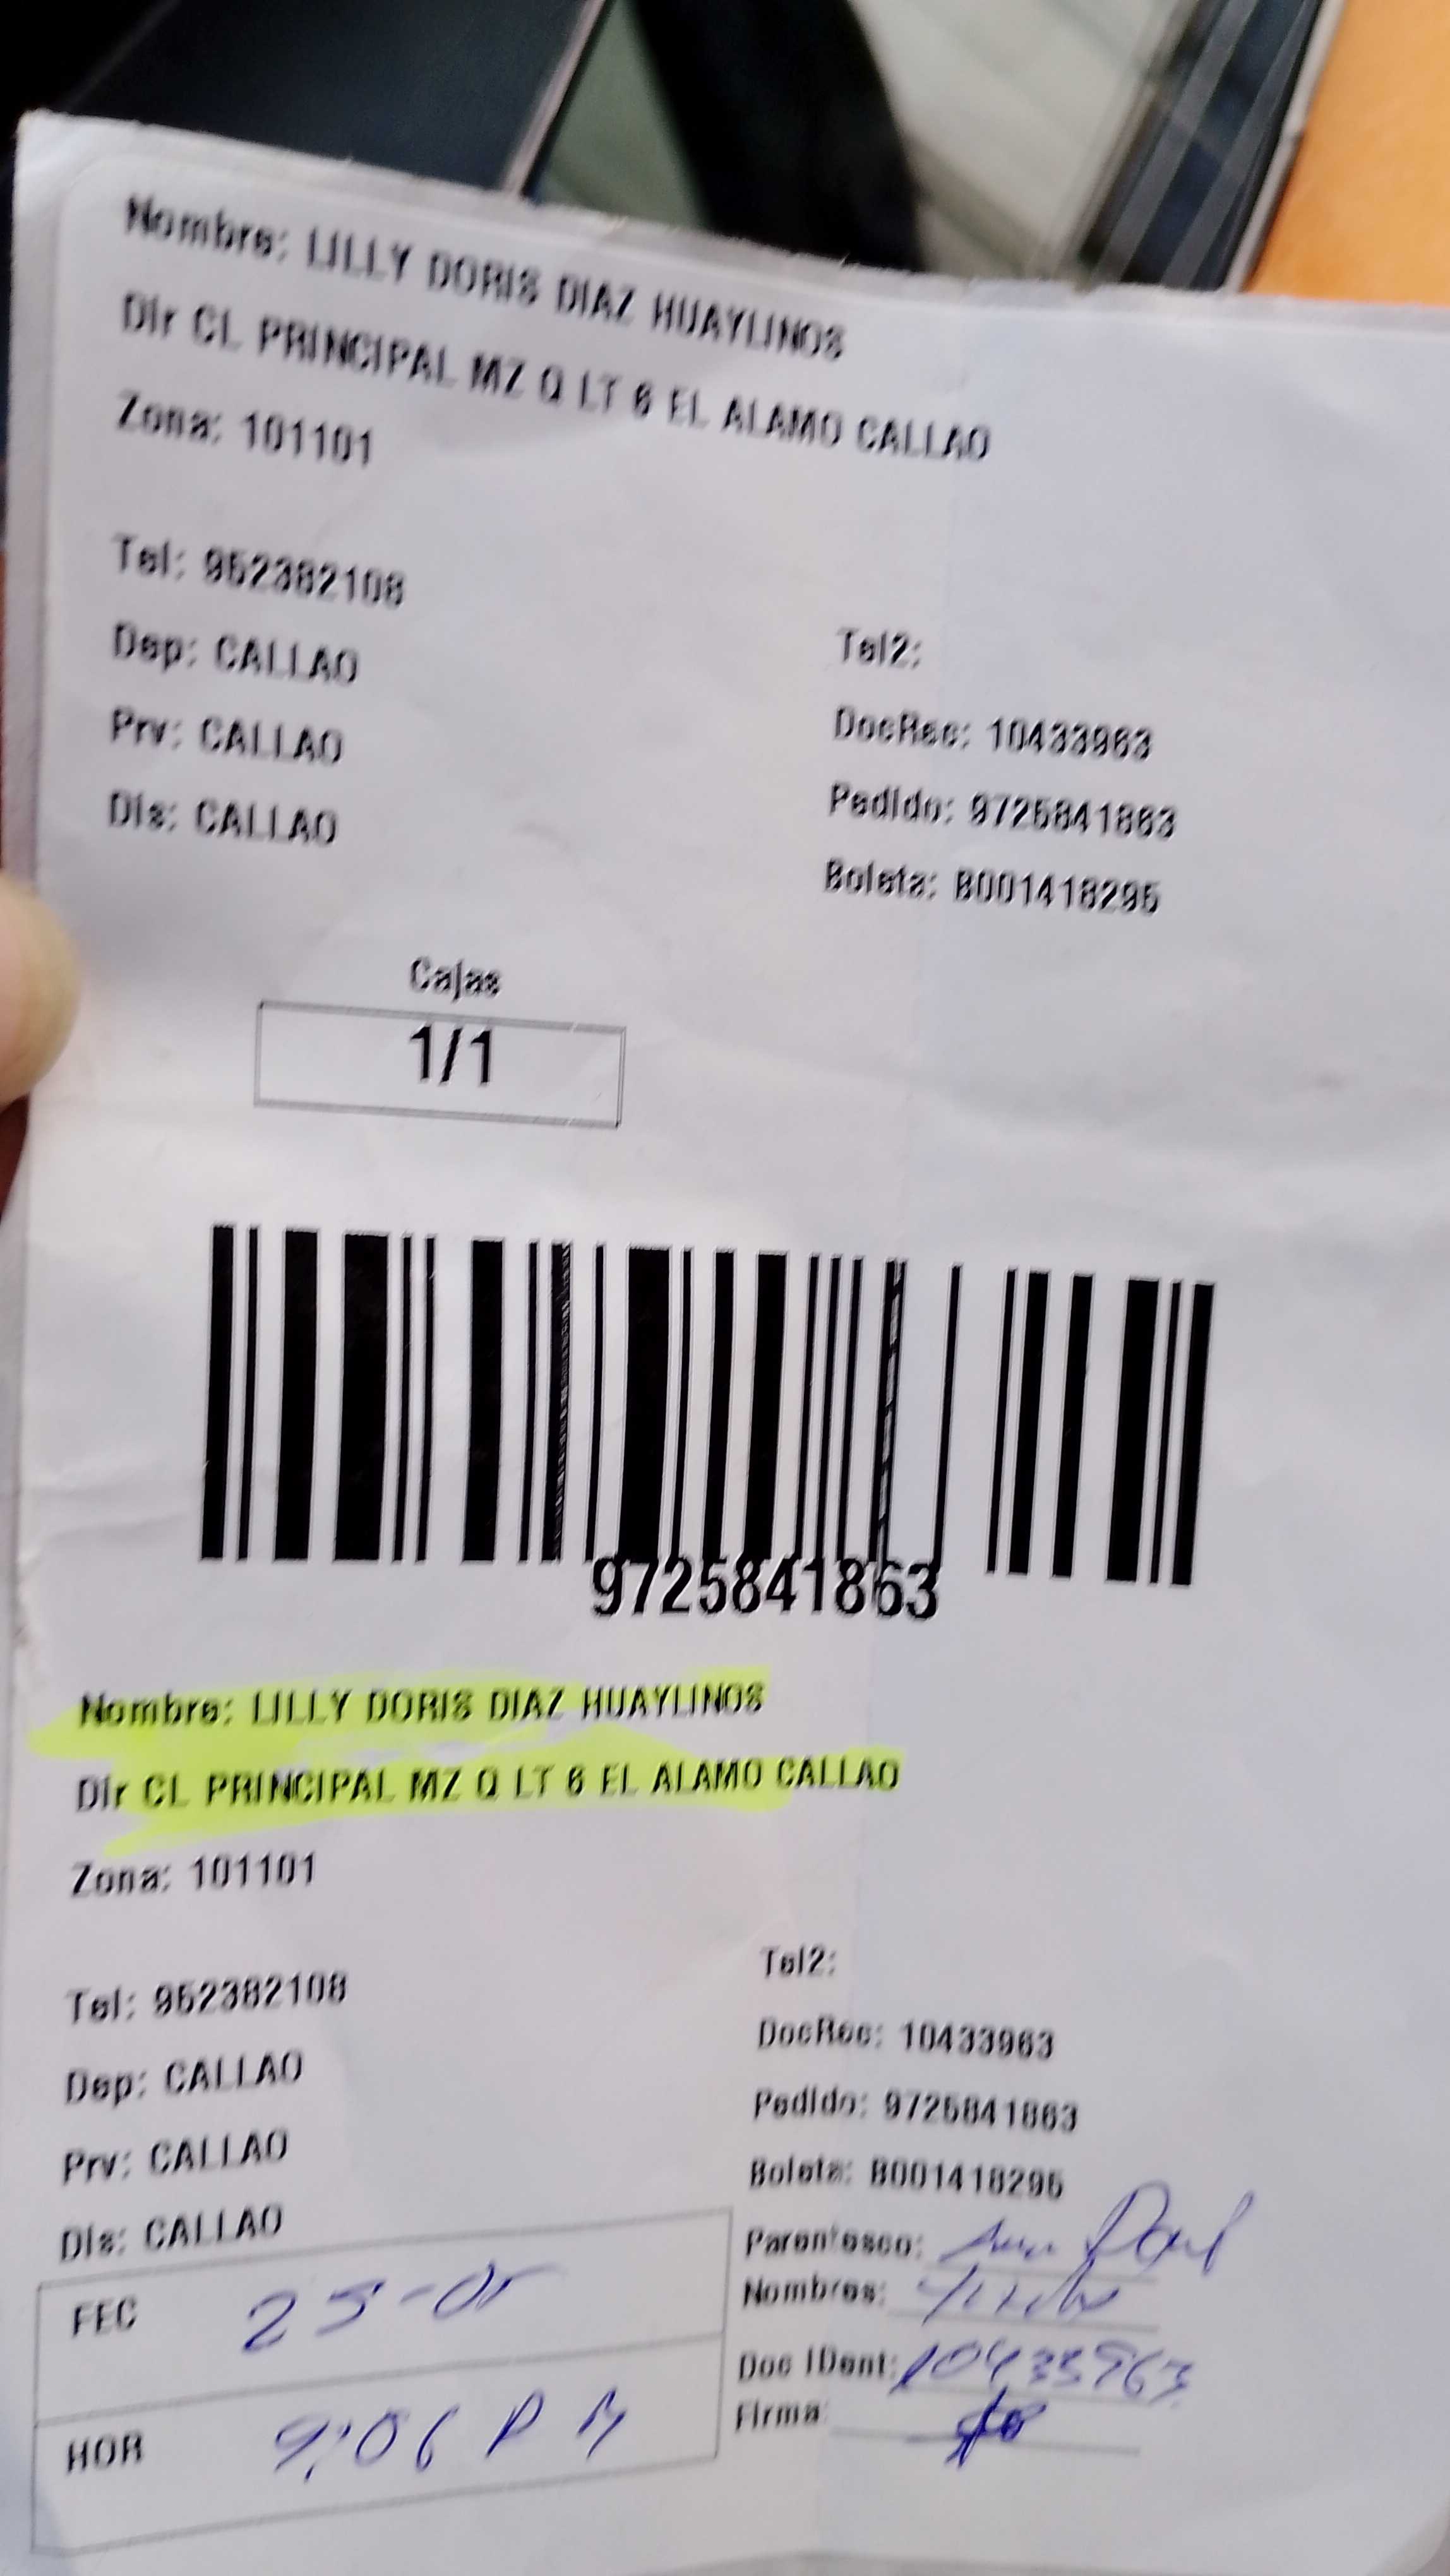 Nombre: LILLY DORIS DIAZ HUAYLINOS
Dir CL PRINCIPAL MZ Q LT 6 EL ALAMO CALLAO
Zona: 101101
Tel: 952382108
Dep: CALLAO
Tel2:
Prv: CALLAO
DocRec: 10433963
Dis: CALLAO
Pedido: 9725841863
Boleta: B001418295
Cajas
1/1
9725841863
Nombre: LILLY DORIS DIAZ HUAYLINOS
Dir CL PRINCIPAL MZ Q LT 6 EL ALAMO CALLAO
Zona: 101101
Tel: 952382108
Tel2:
Dep: CALLAO
DocRec: 10433963
Prv: CALLAO
Pedido: 9725841863
Dis: CALLAO
Boleta: B001418295
Parentesco:
Nombres:
Doc IDent:
Firma:
FEC
HOR 9:06 PM